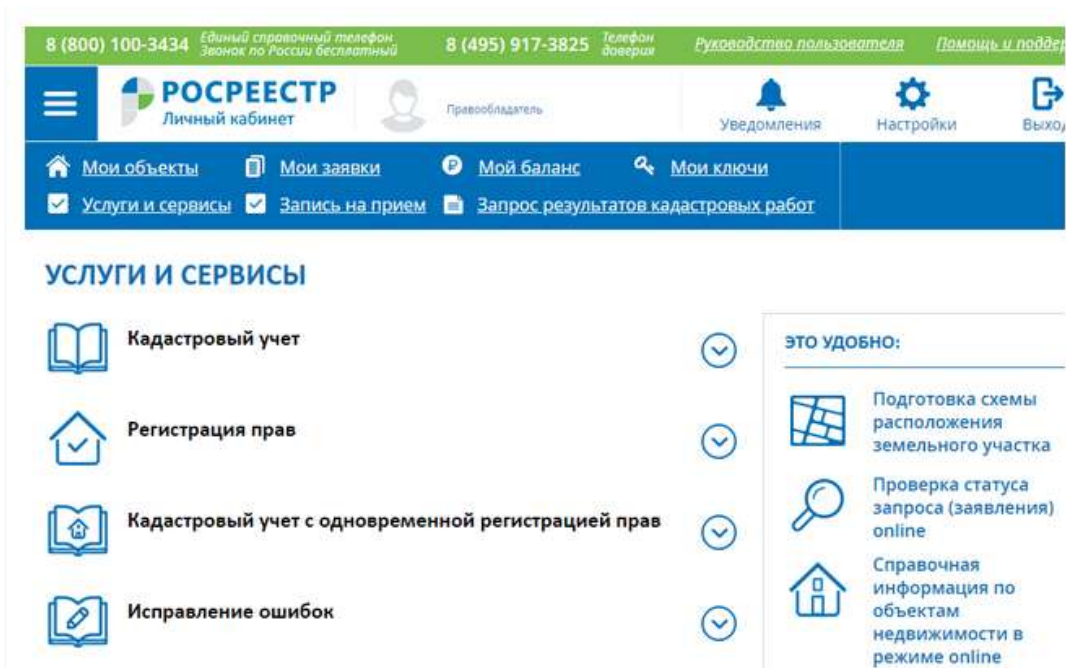 8 (800) 100-3434 Единый справочный телефон
Звонок по России бесплатный
8 (495) 917-3825 Телефон
доверия
Руководство пользователя
Помощь и
РОСРЕЕСТР
Личный кабинет
Правообладатель
Уведомления
Настройки
Выход
Мои объекты
Мои заявки
Мой баланс
Мои ключи
Услуги и сервисы
Запись на прием
Запрос результатов кадастровых работ
УСЛУГИ И СЕРВИСЫ
Кадастровый учет
Регистрация прав
Кадастровый учет с одновременной регистрацией прав
Исправление ошибок
ЭТО УДОБНО:
Подготовка схемы
расположения
земельного участка
Проверка статуса
запроса (заявления)
online
Справочная
информация по
объектам
недвижимости в
режиме online